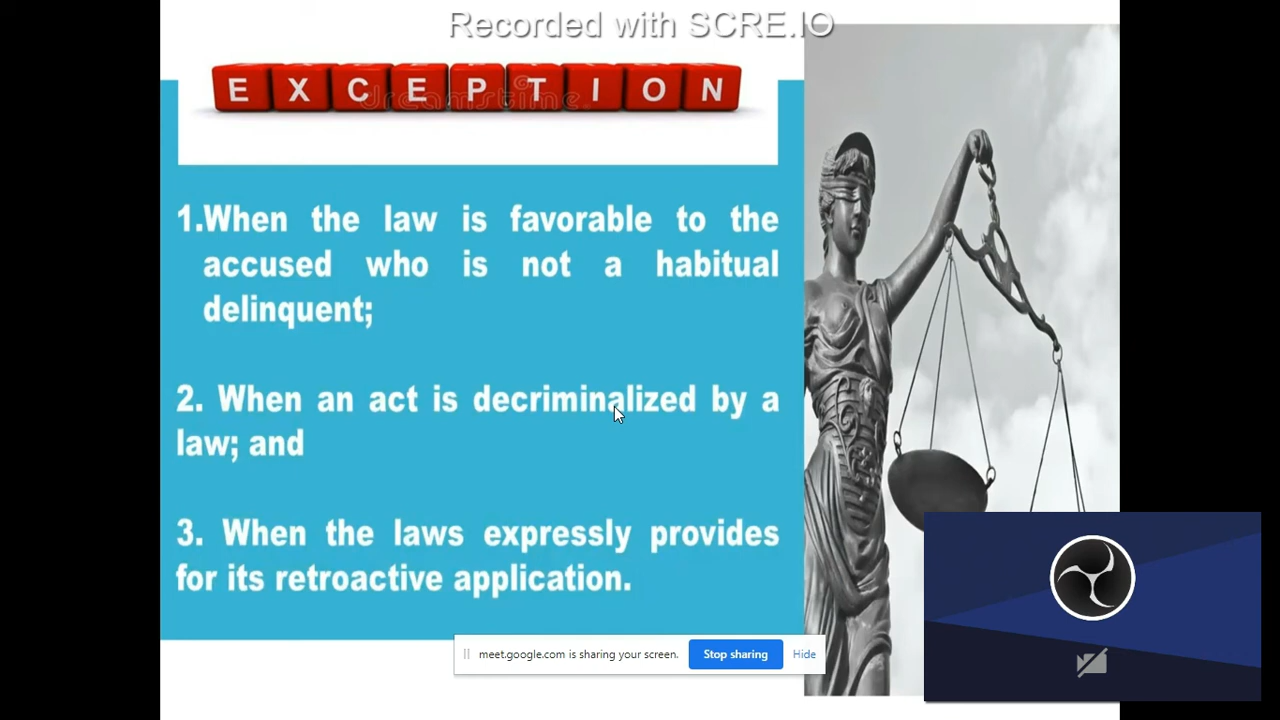 Recorded with SCRE.IO
EXCEPTION
dreamstime.
1.When the law is favorable to the
accused who is not a habitual
delinquent;
2. When an act is decriminalized by a
law; and
3. When the laws expressly provides
for its retroactive application.
meet.google.com is sharing your screen.
Stop sharing
Hide